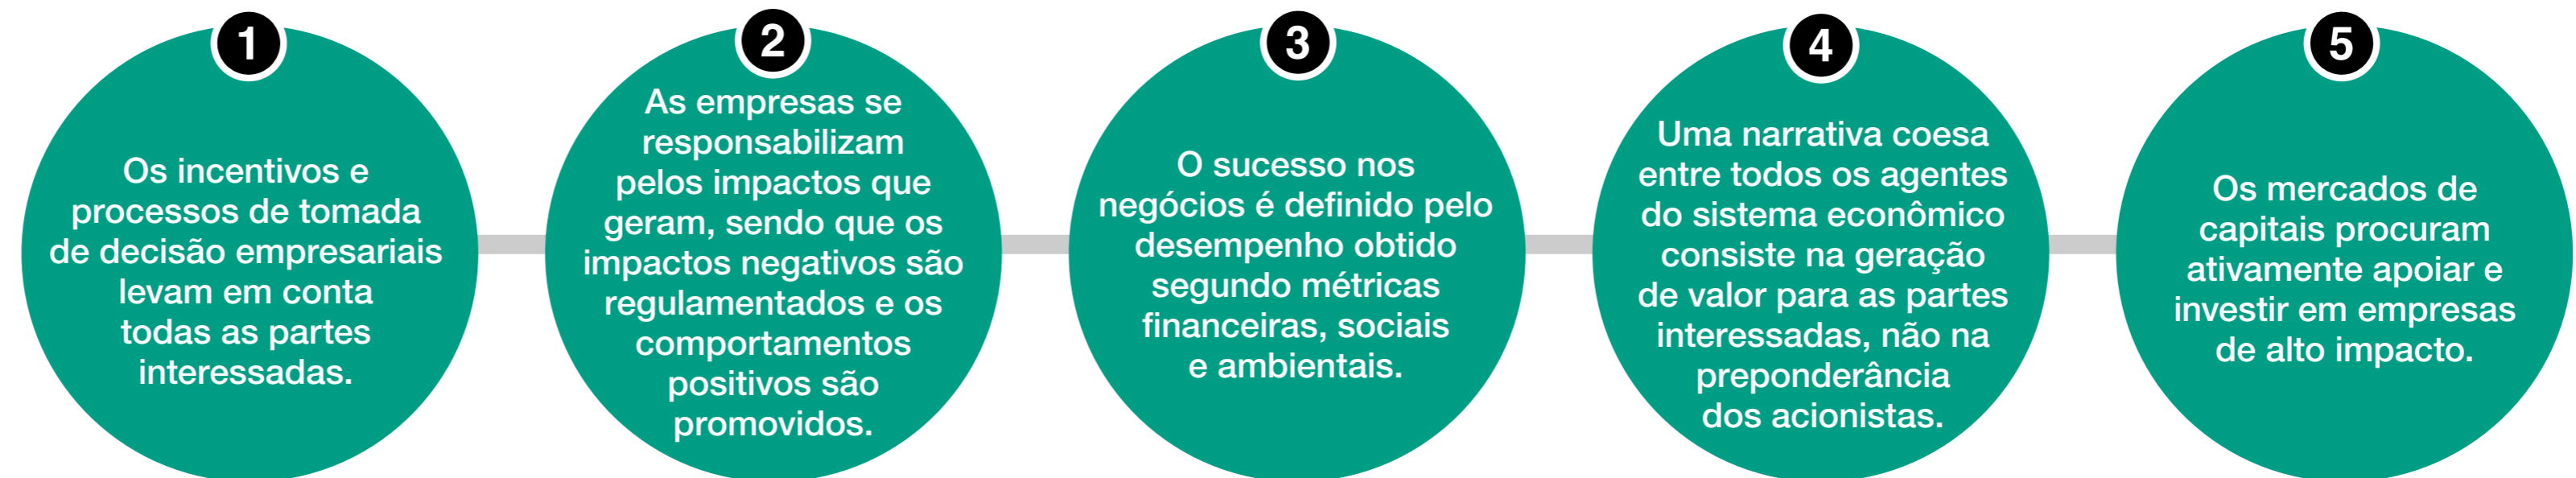 1
Os incentivos e
processos de tomada
de decisão empresariais
levam em conta
todas as partes
interessadas.
2
As empresas se
responsabilizam
pelos impactos que
geram, sendo que os
impactos negativos são
regulamentados e os
comportamentos
positivos são
promovidos.
3
O sucesso nos
negócios é definido pelo
desempenho obtido
segundo métricas
financeiras, sociais
e ambientais.
4
Uma narrativa coesa
entre todos os agentes
do sistema econômico
consiste na geração
de valor para as partes
interessadas, não na
preponderância
dos acionistas.
5
Os mercados de
capitais procuram
ativamente apoiar e
investir em empresas
de alto impacto.